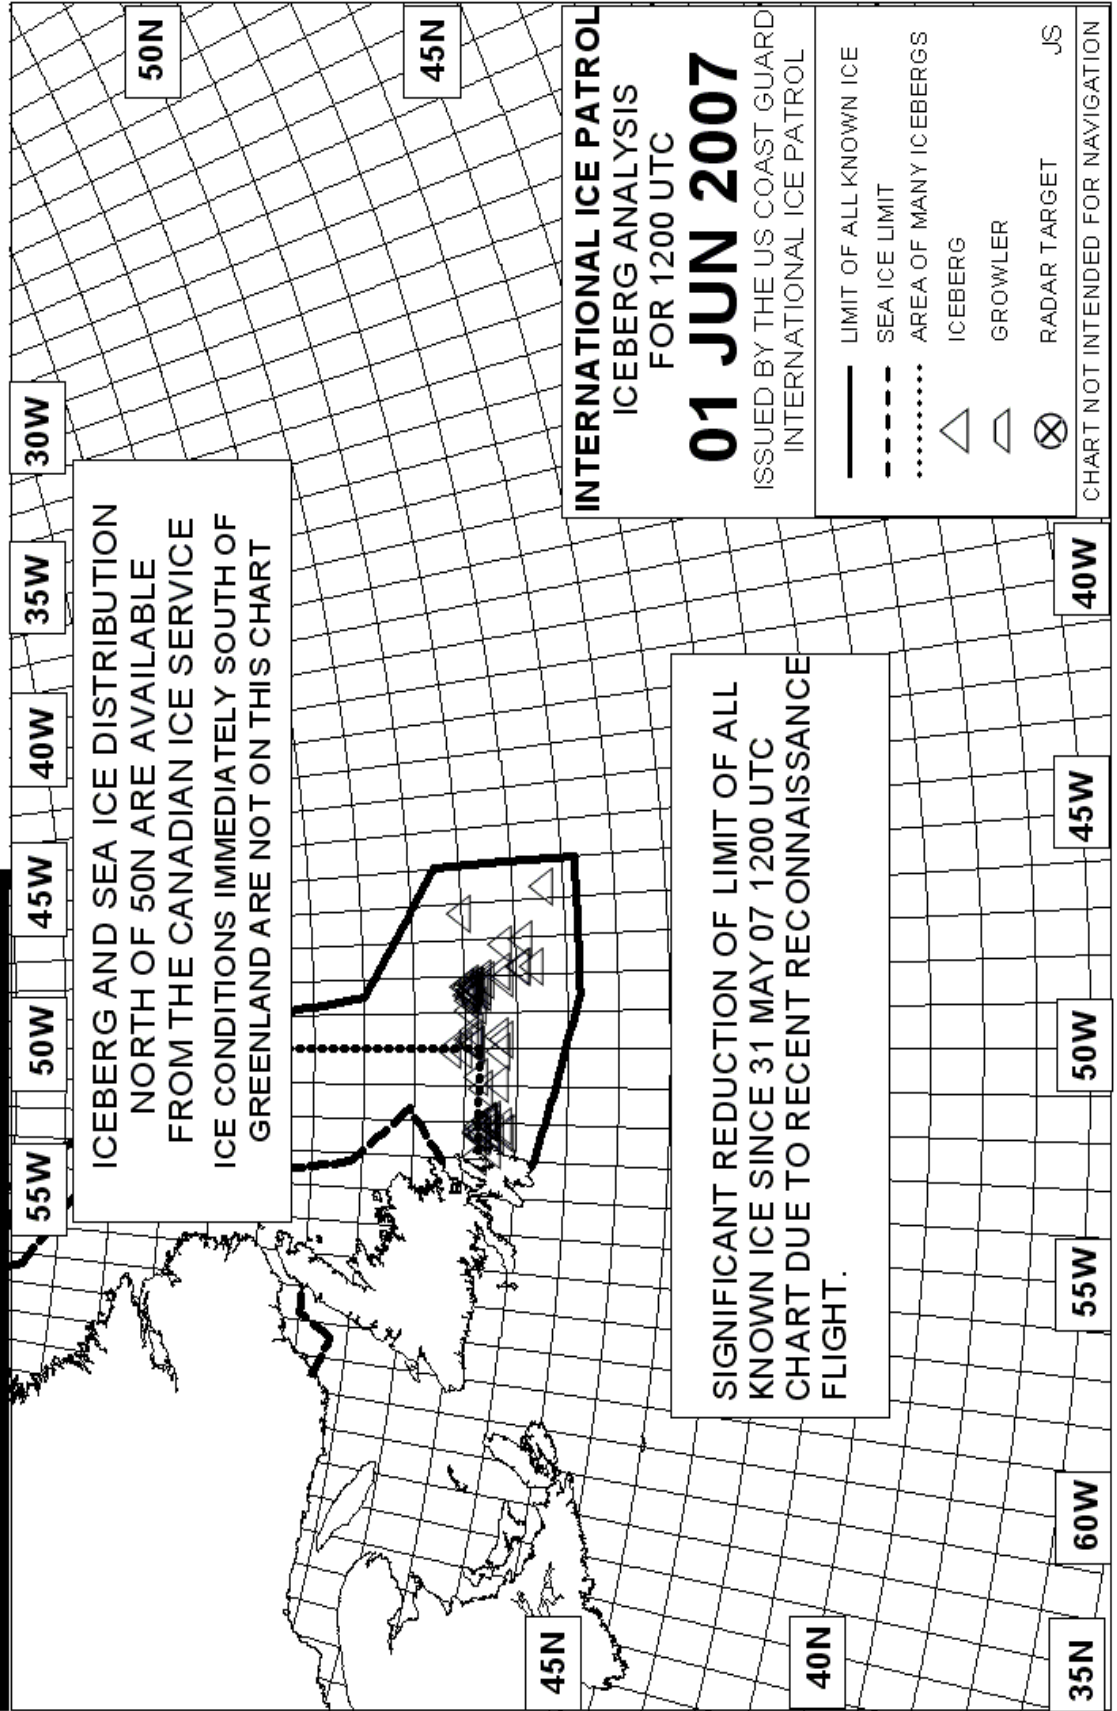 50N
45N
30W
35W
40W
45W
50W
55W
ICEBERG AND SEA ICE DISTRIBUTION
NORTH OF 50N ARE AVAILABLE
FROM THE CANADIAN ICE SERVICE
ICE CONDITIONS IMMEDIATELY SOUTH OF
GREENLAND ARE NOT ON THIS CHART
INTERNATIONAL ICE PATROL
ICEBERG ANALYSIS
FOR 1200 UTC
01 JUN 2007
ISSUED BY THE US COAST GUARD
INTERNATIONAL ICE PATROL
LIMIT OF ALL KNOWN ICE
SEA ICE LIMIT
AREA OF MANY ICEBERGS
ICEBERG
GROWLER
RADAR TARGET
JS
CHART NOT INTENDED FOR NAVIGATION
SIGNIFICANT REDUCTION OF LIMIT OF ALL
KNOWN ICE SINCE 31 MAY 07 1200 UTC
CHART DUE TO RECENT RECONNAISSANCE
FLIGHT.
45N
40N
35N
60W
55W
50W
45W
40W